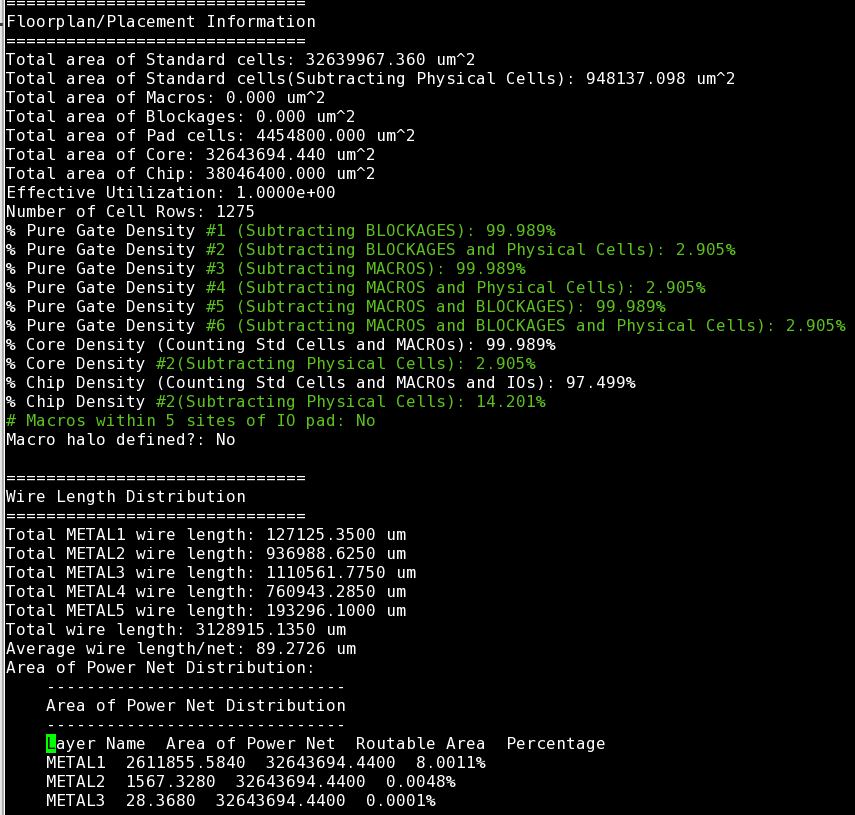 ==============================
Floorplan/Placement Information
==============================
Total area of Standard cells: 32639967.360 um^2
Total area of Standard cells(Subtracting Physical Cells): 948137.098 um^2
Total area of Macros: 0.000 um^2
Total area of Blockages: 0.000 um^2
Total area of Pad cells: 4454800.000 um^2
Total area of Core: 32643694.440 um^2
Total area of Chip: 38046400.000 um^2
Effective Utilization: 1.0000e+00
Number of Cell Rows: 1275
% Pure Gate Density #1 (Subtracting BLOCKAGES): 99.989%
% Pure Gate Density #2 (Subtracting BLOCKAGES and Physical Cells): 2.905%
% Pure Gate Density #3 (Subtracting MACROS): 99.989%
% Pure Gate Density #4 (Subtracting MACROS and Physical Cells): 2.905%
% Pure Gate Density #5 (Subtracting MACROS and BLOCKAGES): 99.989%
% Pure Gate Density #6 (Subtracting MACROS and BLOCKAGES and Physical Cells): 2.905%
% Core Density (Counting Std Cells and MACROs): 99.989%
% Core Density #2(Subtracting Physical Cells): 2.905%
% Chip Density (Counting Std Cells and MACROs and IOs): 97.499%
% Chip Density #2(Subtracting Physical Cells): 14.201%
# Macros within 5 sites of IO pad: No
Macro halo defined?: No
==============================
Wire Length Distribution
==============================
Total METAL1 wire length: 127125.3500 um
Total METAL2 wire length: 936988.6250 um
Total METAL3 wire length: 1110561.7750 um
Total METAL4 wire length: 760943.2850 um
Total METAL5 wire length: 193296.1000 um
Total wire length: 3128915.1350 um
Average wire length/net: 89.2726 um
Area of Power Net Distribution:
------------------------------
Area of Power Net Distribution
------------------------------
Layer Name  Area of Power Net  Routable Area  Percentage
METAL1  2611855.5840  32643694.4400  8.0011%
METAL2  1567.3280  32643694.4400  0.0048%
METAL3  28.3680  32643694.4400  0.0001%